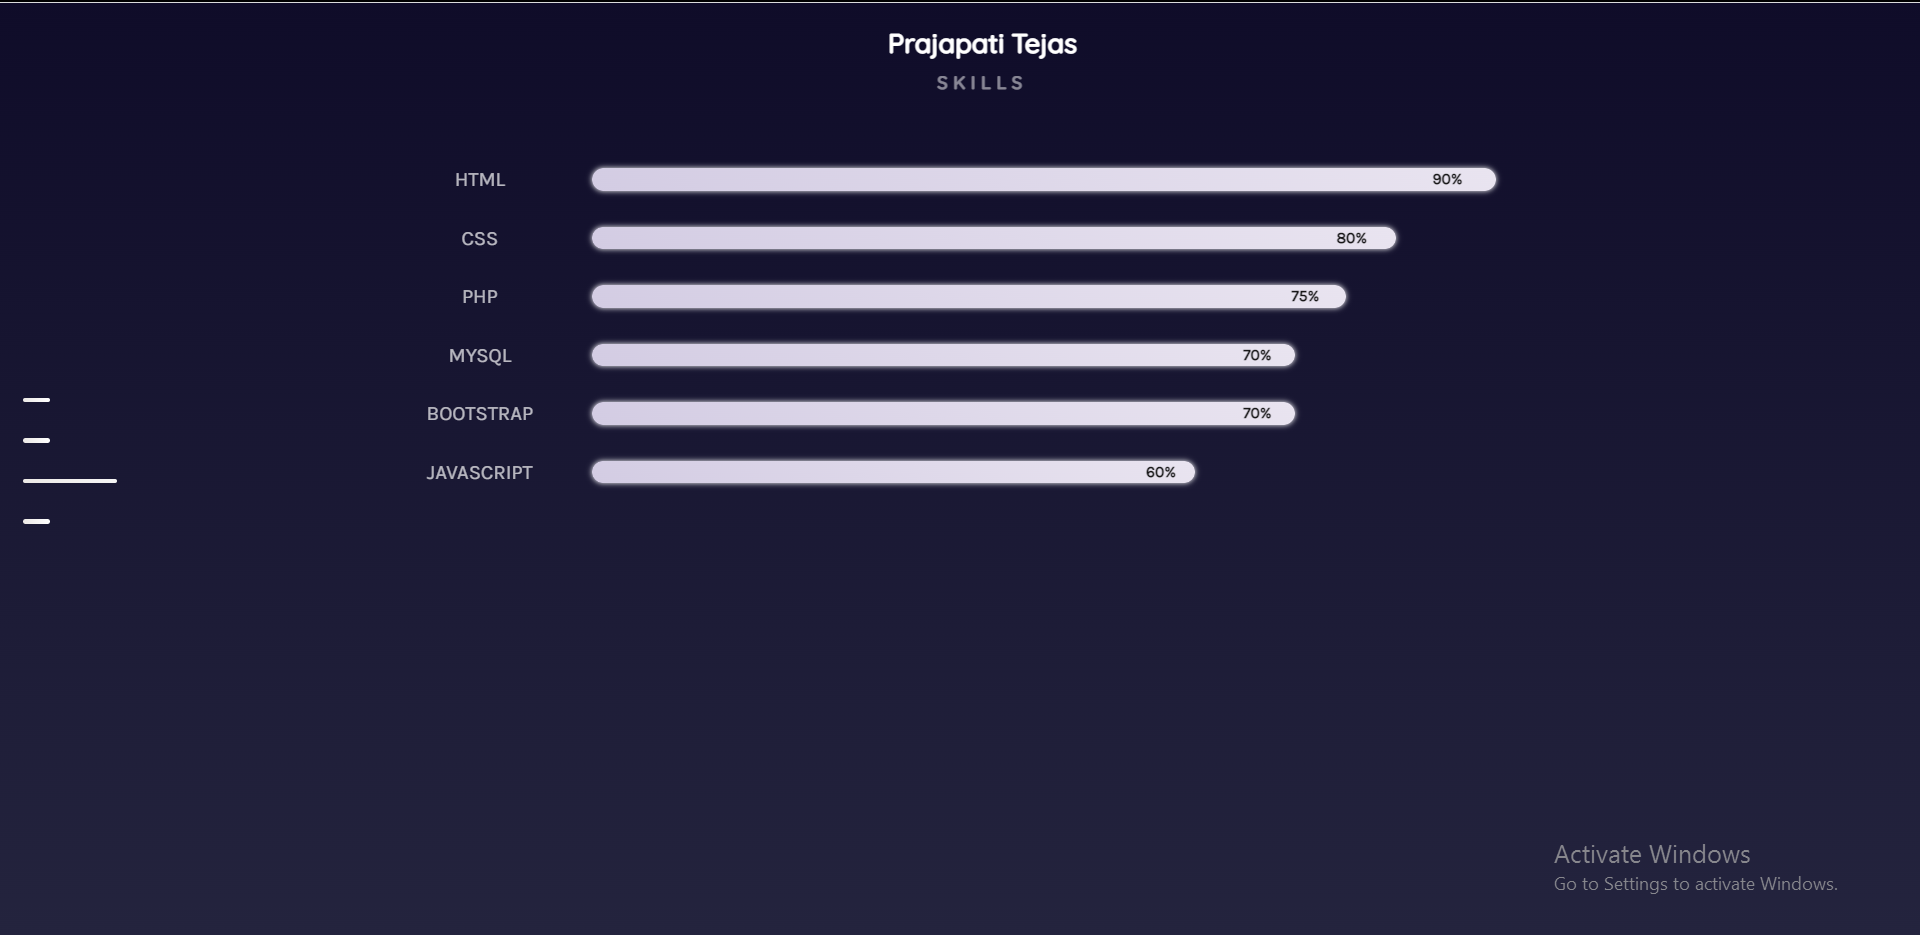 Prajapati Tejas
SKILLS
HTML 90%
CSS 80%
PHP 75%
MYSQL 70%
BOOTSTRAP 70%
JAVASCRIPT 60%
Activate Windows
Go to Settings to activate Windows.